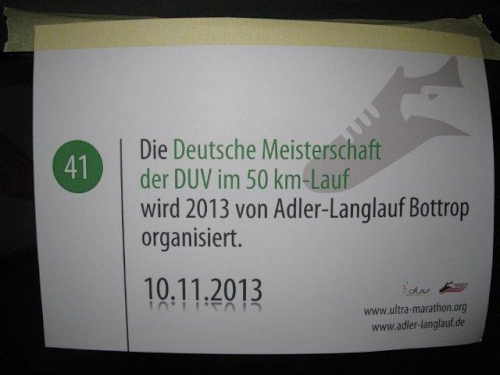 41
Die Deutsche Meisterschaft
der DUV im 50 km-Lauf
wird 2013 von Adler-Langlauf Bottrop
organisiert.
10.11.2013
www.ultra-marathon.org
www.adler-langlauf.de